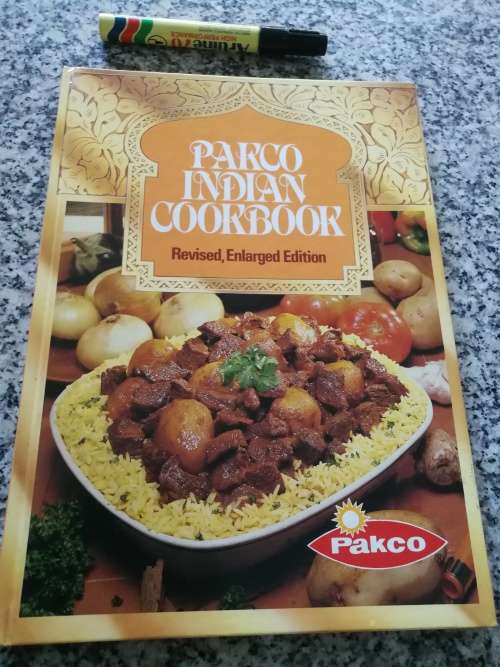 Artline 70
HIGH PERFORMANCE
PAKCO
INDIAN
COOKBOOK
Revised, Enlarged Edition
Pakco